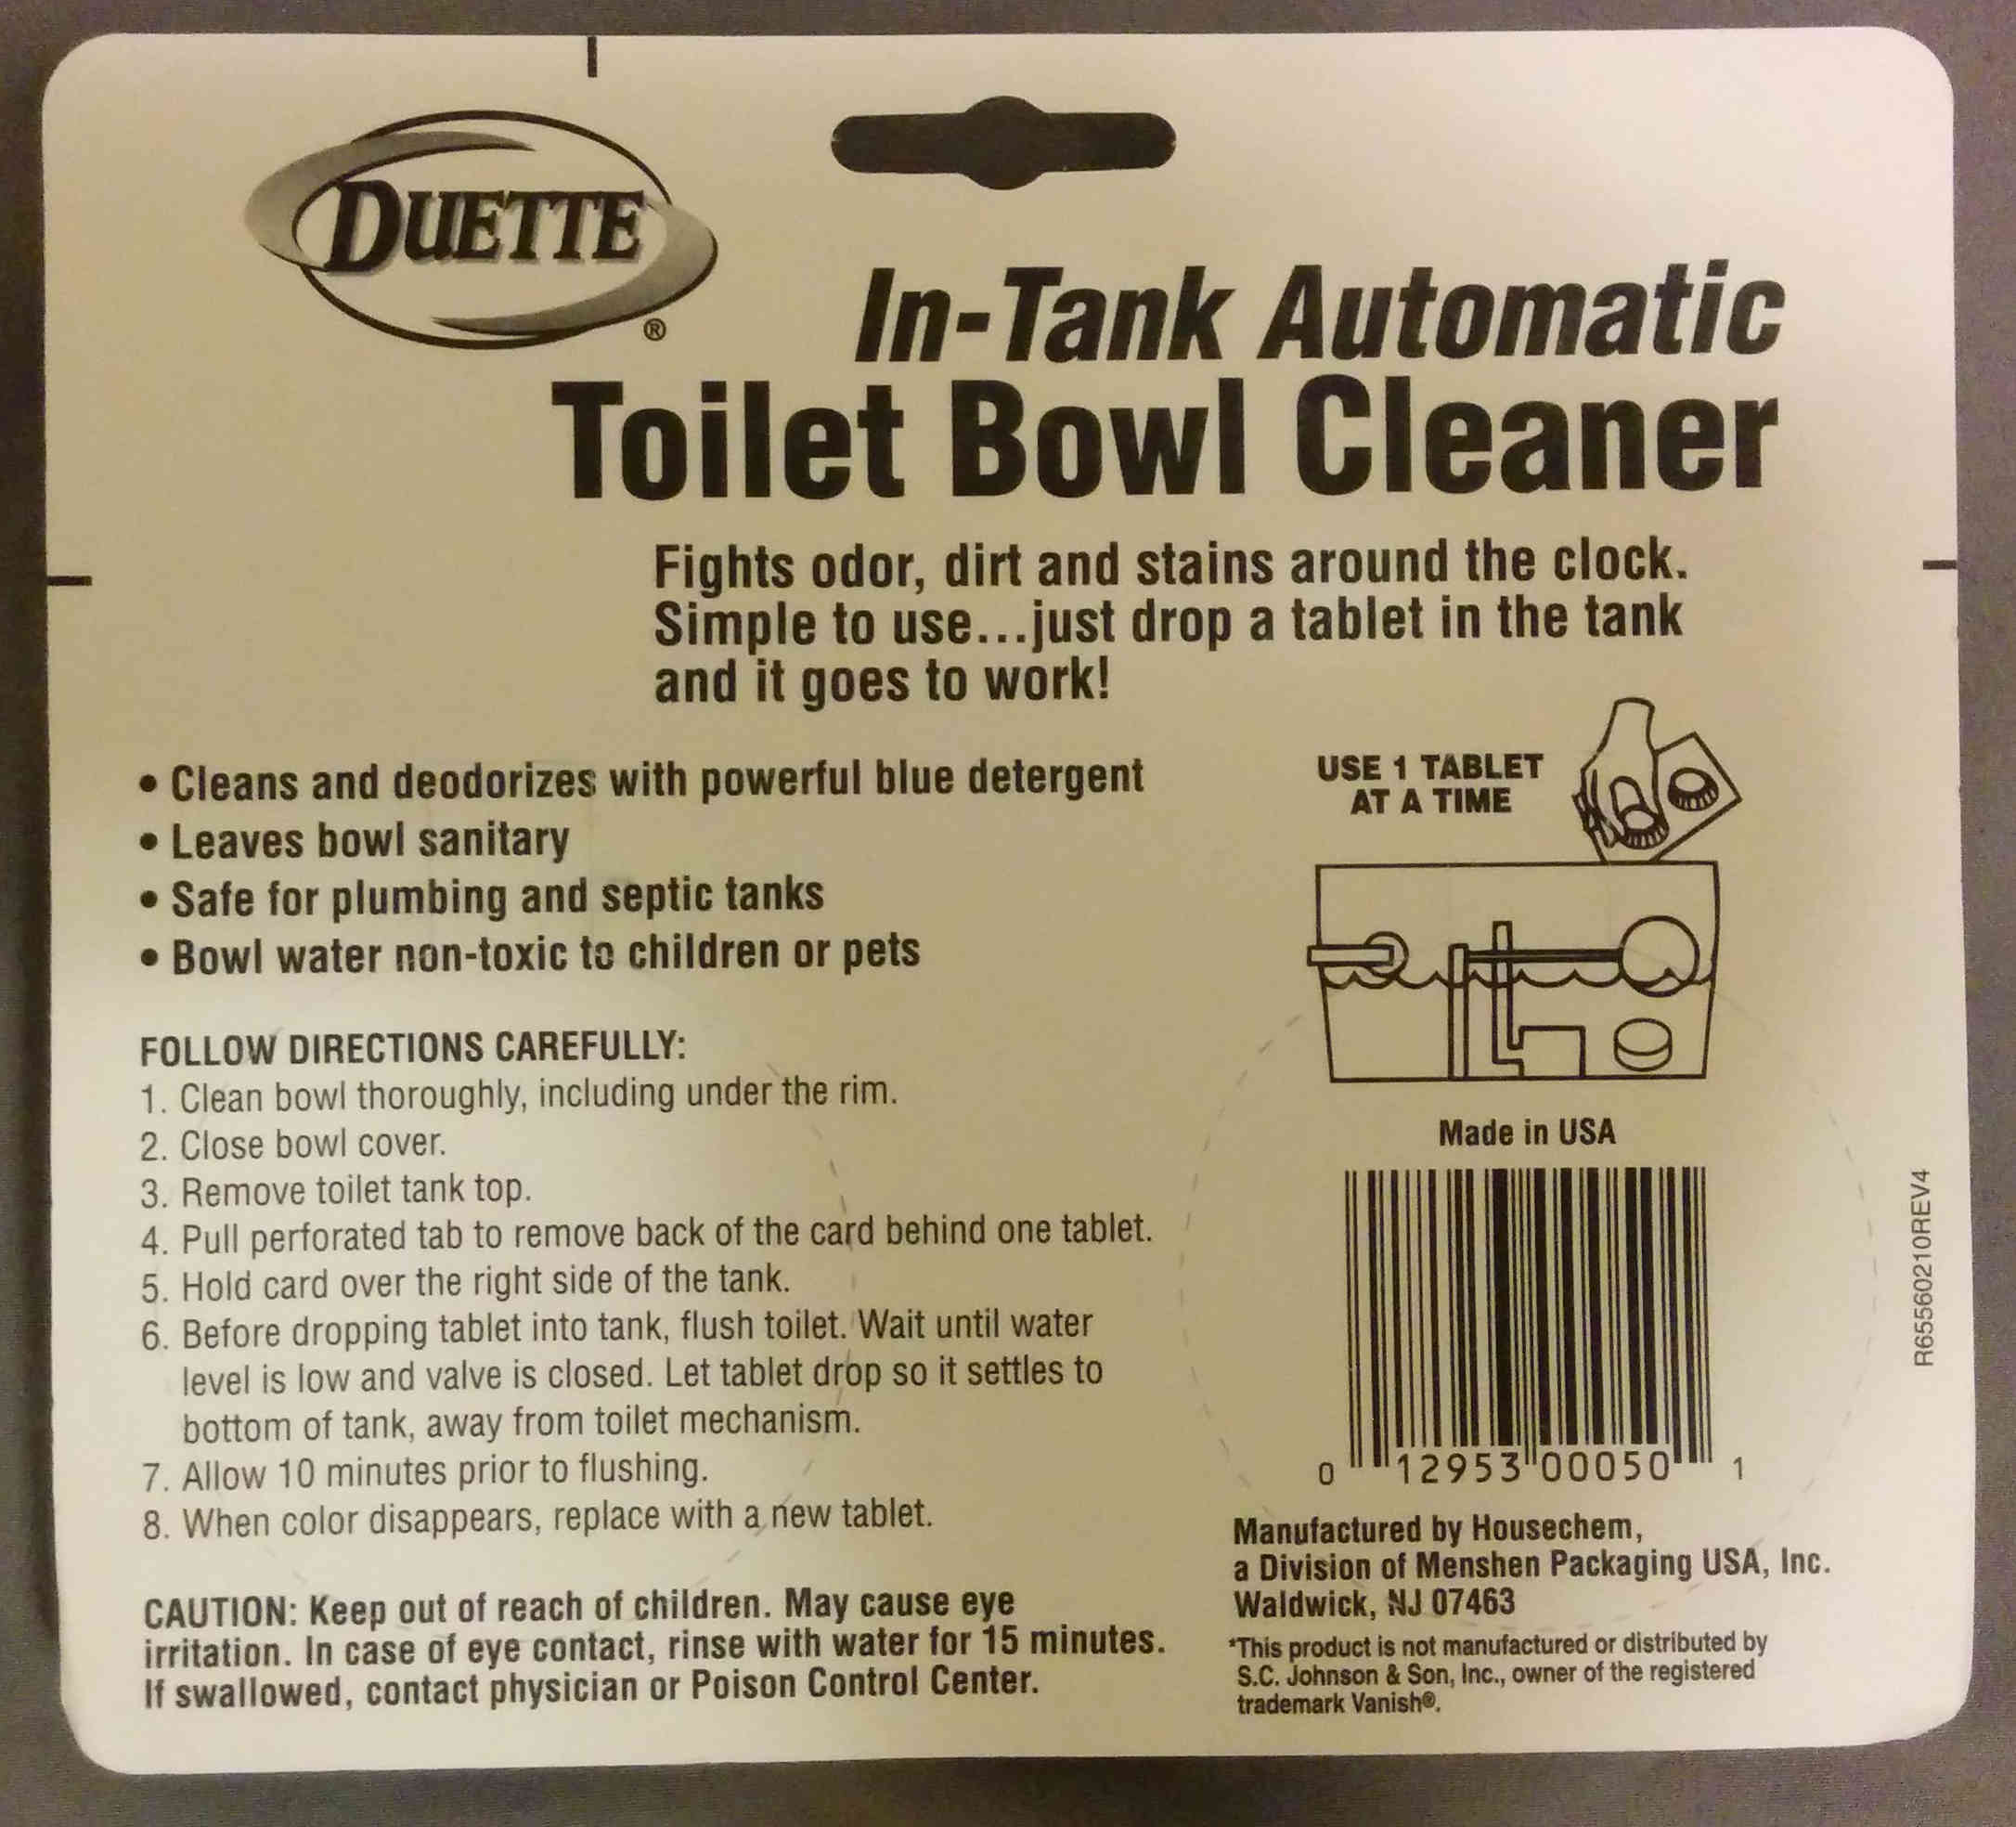 DUETTE
®
In-Tank Automatic
Toilet Bowl Cleaner
Fights odor, dirt and stains around the clock.
Simple to use...just drop a tablet in the tank
and it goes to work!
• Cleans and deodorizes with powerful blue detergent
• Leaves bowl sanitary
• Safe for plumbing and septic tanks
• Bowl water non-toxic to children or pets
USE 1 TABLET
AT A TIME
FOLLOW DIRECTIONS CAREFULLY:
1. Clean bowl thoroughly, including under the rim.
2. Close bowl cover.
3. Remove toilet tank top.
4. Pull perforated tab to remove back of the card behind one tablet.
5. Hold card over the right side of the tank.
6. Before dropping tablet into tank, flush toilet. Wait until water
level is low and valve is closed. Let tablet drop so it settles to
bottom of tank, away from toilet mechanism.
7. Allow 10 minutes prior to flushing.
8. When color disappears, replace with a new tablet.
CAUTION: Keep out of reach of children. May cause eye
irritation. In case of eye contact, rinse with water for 15 minutes.
If swallowed, contact physician or Poison Control Center.
Made in USA
0 12953 00050 1
R65560210REV4
Manufactured by Housechem,
a Division of Menshen Packaging USA, Inc.
Waldwick, NJ 07463
*This product is not manufactured or distributed by
S.C. Johnson & Son, Inc., owner of the registered
trademark Vanish®.